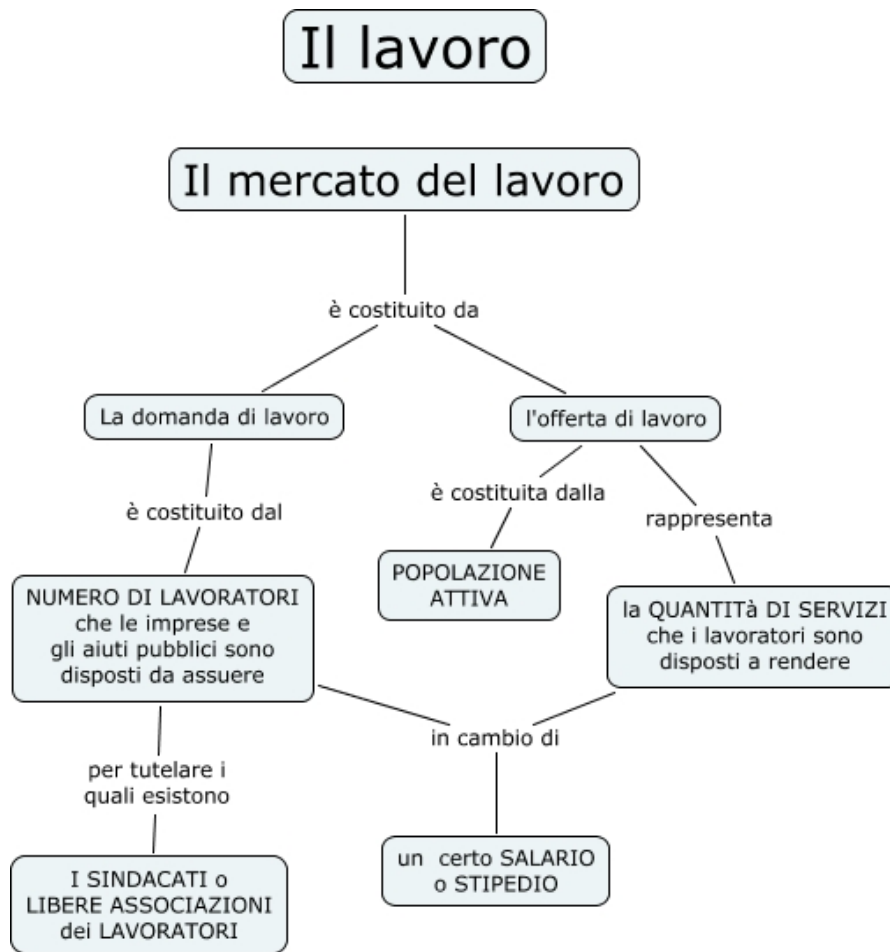 Il lavoro
Il mercato del lavoro
è costituito da
La domanda di lavoro
l'offerta di lavoro
è costituito dal
è costituita dalla
rappresenta
NUMERO DI LAVORATORI
che le imprese e
gli aiuti pubblici sono
disposti da assuere
POPOLAZIONE
ATTIVA
la QUANTITà DI SERVIZI
che i lavoratori sono
disposti a rendere
per tutelare i
quali esistono
in cambio di
I SINDACATI o
LIBERE ASSOCIAZIONI
dei LAVORATORI
un certo SALARIO
o STIPEDIO